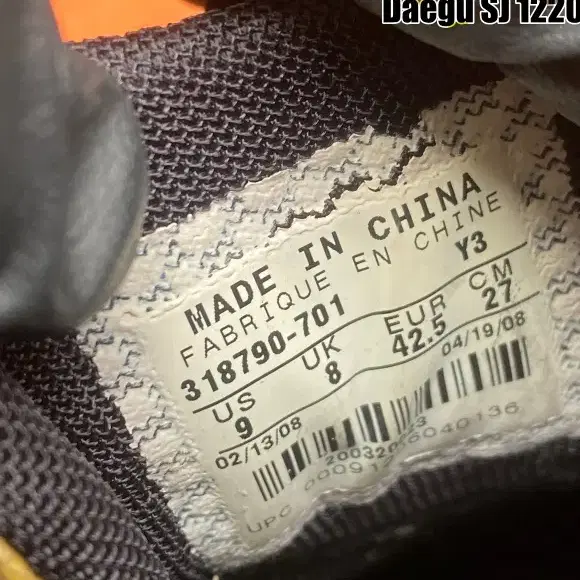 Daegu SJ 1220
MADE IN CHINA
FABRIQUE EN CHINE
318790-701 Y3
US UK EUR CM
9 8 42.5 27
02/13/08 04/19/08
UPC